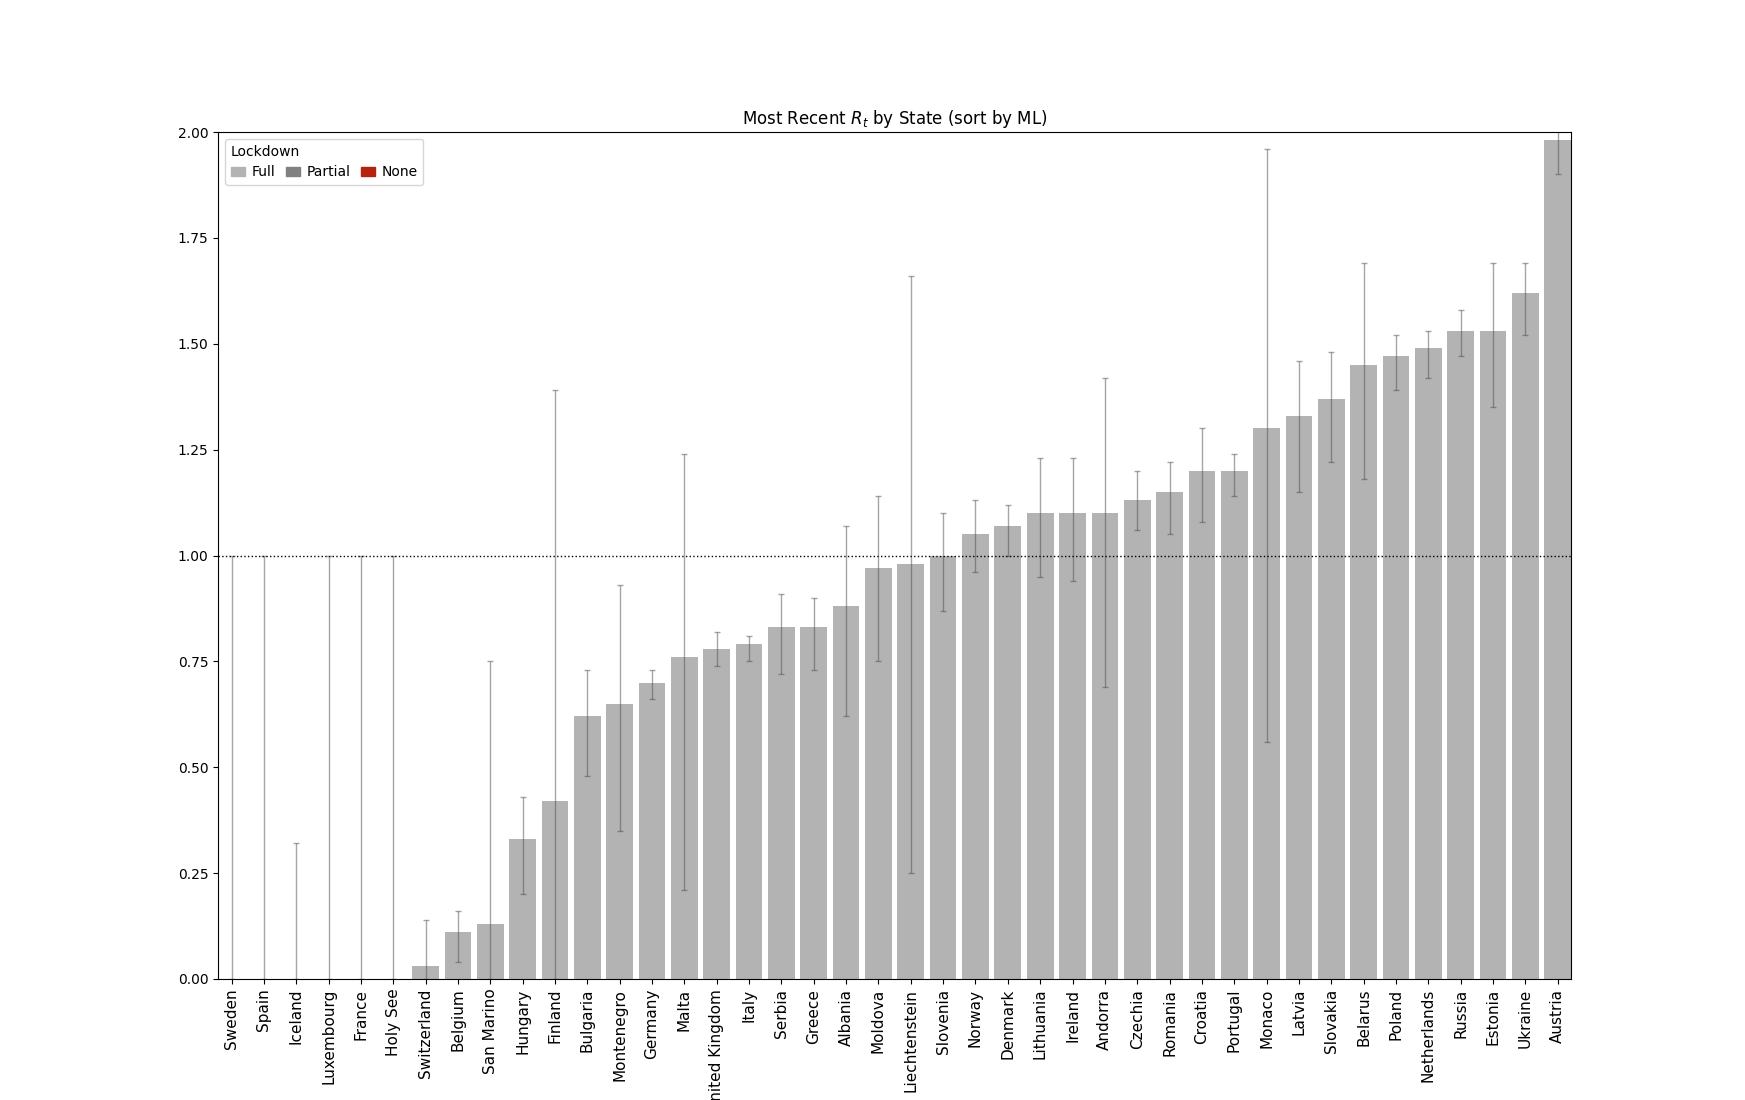 Most Recent Rt by State (sort by ML)
Lockdown
Full Partial None
2.00
1.75
1.50
1.25
1.00
0.75
0.50
0.25
0.00
Sweden
Spain
Iceland
Luxembourg
France
Holy See
Switzerland
Belgium
San Marino
Hungary
Finland
Bulgaria
Montenegro
Germany
Malta
nited Kingdom
Italy
Serbia
Greece
Albania
Moldova
Liechtenstein
Slovenia
Norway
Denmark
Lithuania
Ireland
Andorra
Czechia
Romania
Croatia
Portugal
Monaco
Latvia
Slovakia
Belarus
Poland
Netherlands
Russia
Estonia
Ukraine
Austria